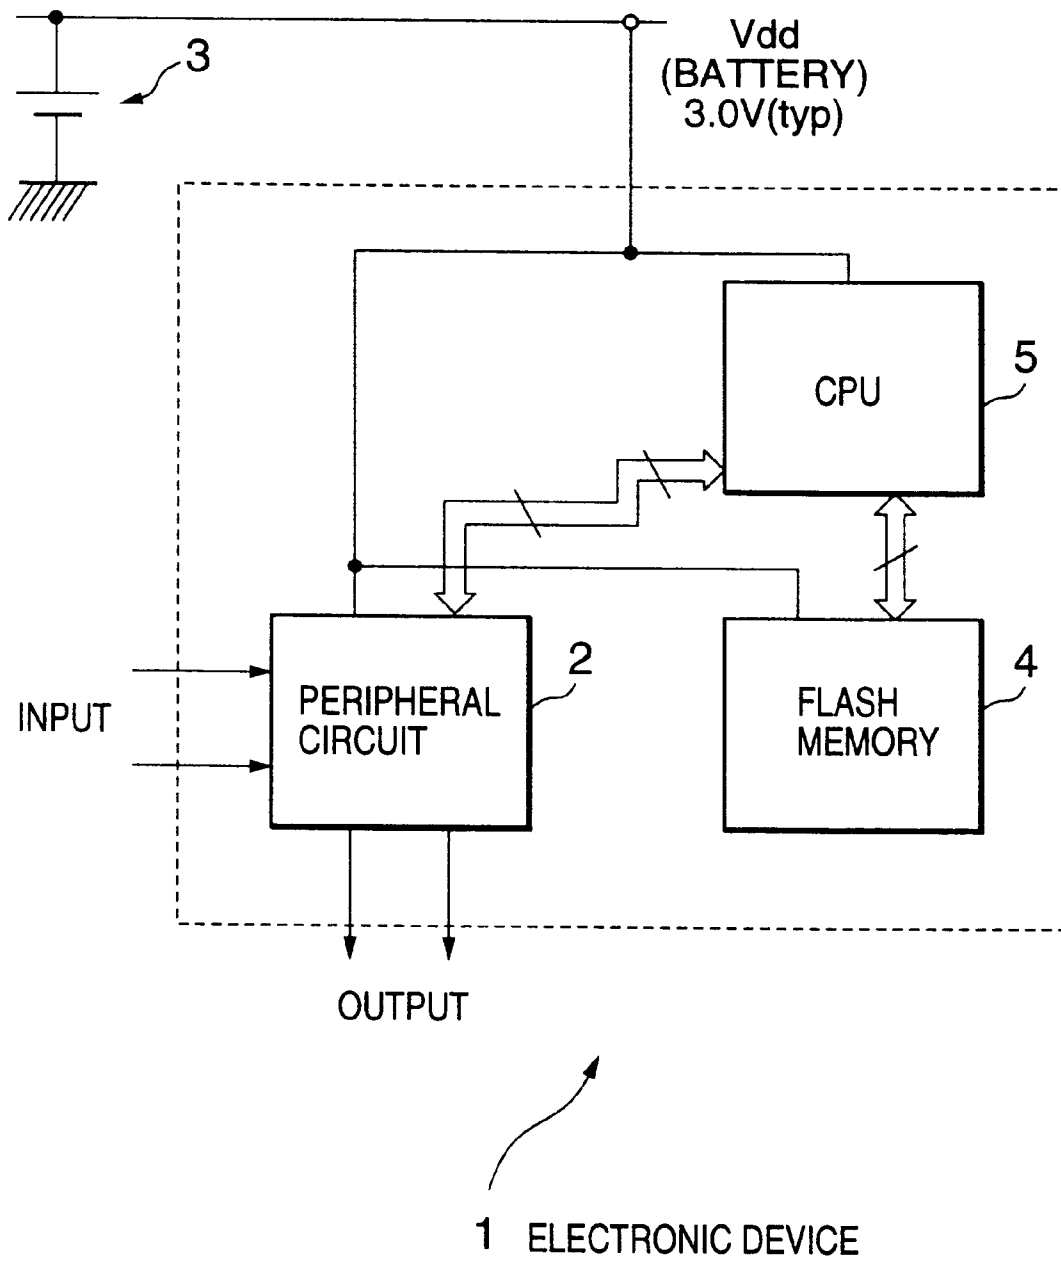 3
Vdd
(BATTERY)
3.0V(typ)
CPU
5
PERIPHERAL
CIRCUIT
2
FLASH
MEMORY
4
INPUT
OUTPUT
1 ELECTRONIC DEVICE